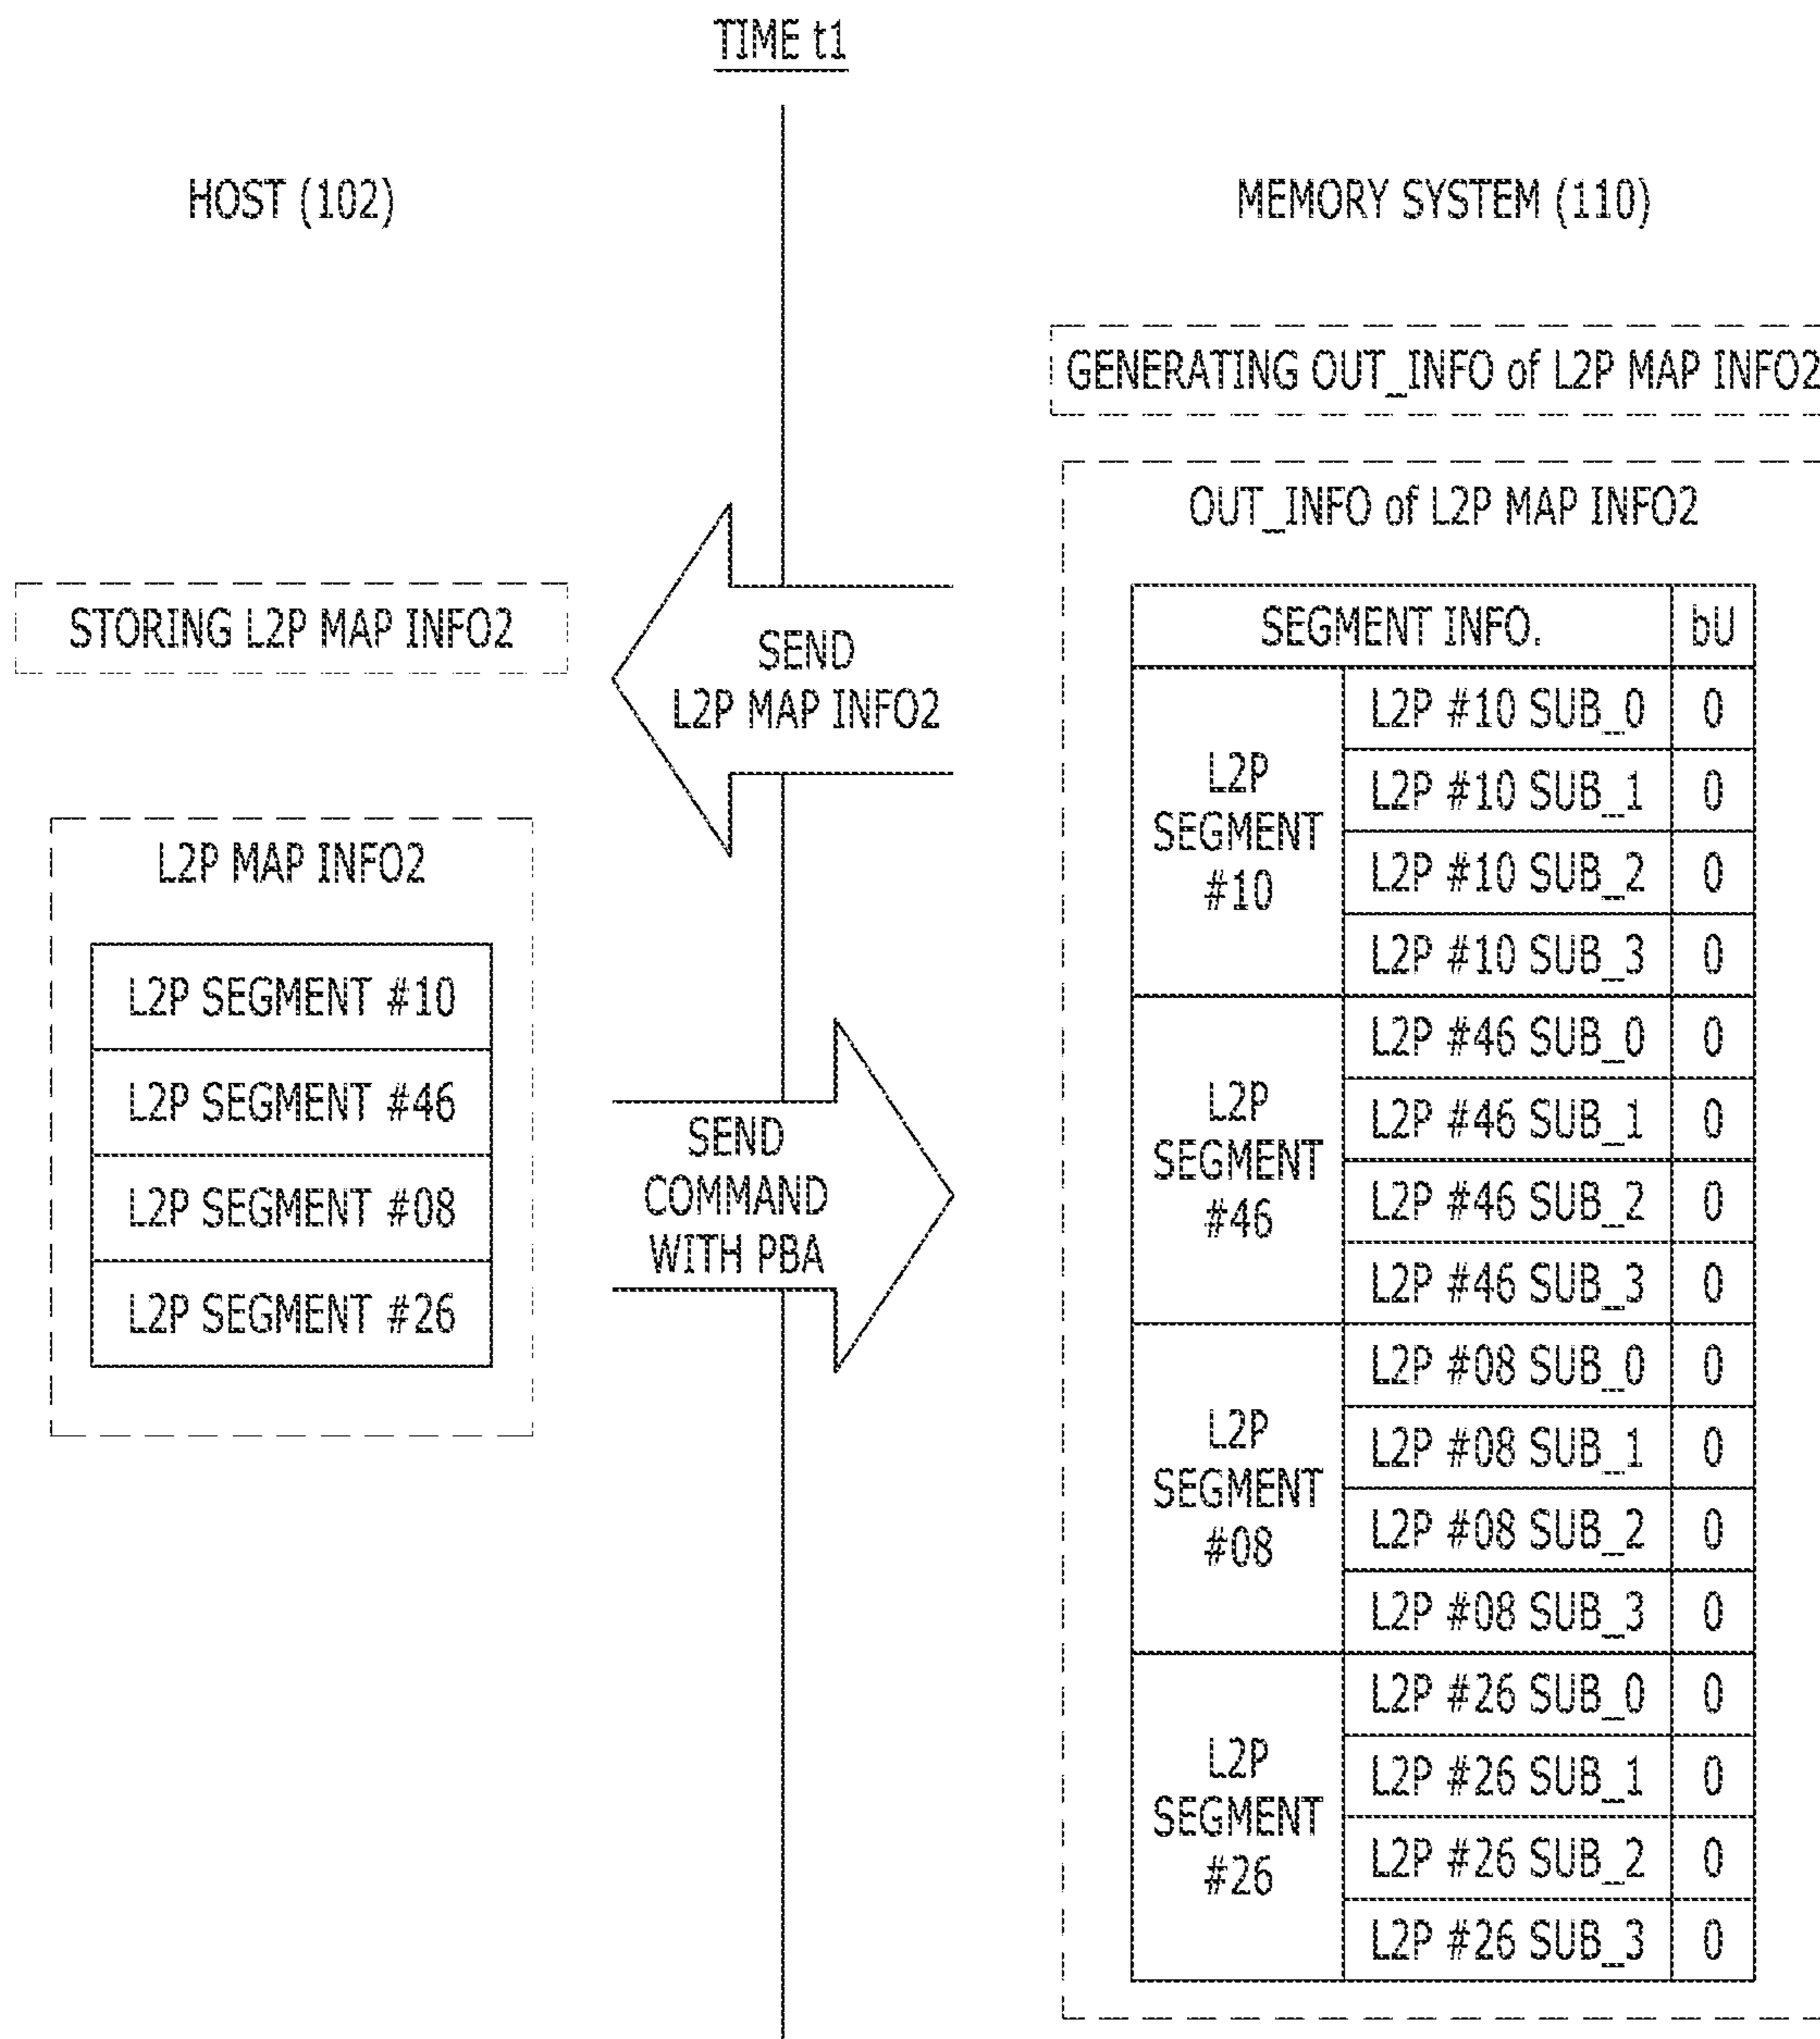 TIME t1
HOST (102)
MEMORY SYSTEM (110)
GENERATING OUT_INFO of L2P MAP INFO2
OUT_INFO of L2P MAP INFO2
STORING L2P MAP INFO2
SEND
L2P MAP INFO2
L2P MAP INFO2
L2P SEGMENT #10
L2P SEGMENT #46
L2P SEGMENT #08
L2P SEGMENT #26
SEND
COMMAND
WITH PBA
SEGMENT INFO. bU
L2P
SEGMENT
#10
L2P #10 SUB_0 0
L2P #10 SUB_1 0
L2P #10 SUB_2 0
L2P #10 SUB_3 0
L2P
SEGMENT
#46
L2P #46 SUB_0 0
L2P #46 SUB_1 0
L2P #46 SUB_2 0
L2P #46 SUB_3 0
L2P
SEGMENT
#08
L2P #08 SUB_0 0
L2P #08 SUB_1 0
L2P #08 SUB_2 0
L2P #08 SUB_3 0
L2P
SEGMENT
#26
L2P #26 SUB_0 0
L2P #26 SUB_1 0
L2P #26 SUB_2 0
L2P #26 SUB_3 0